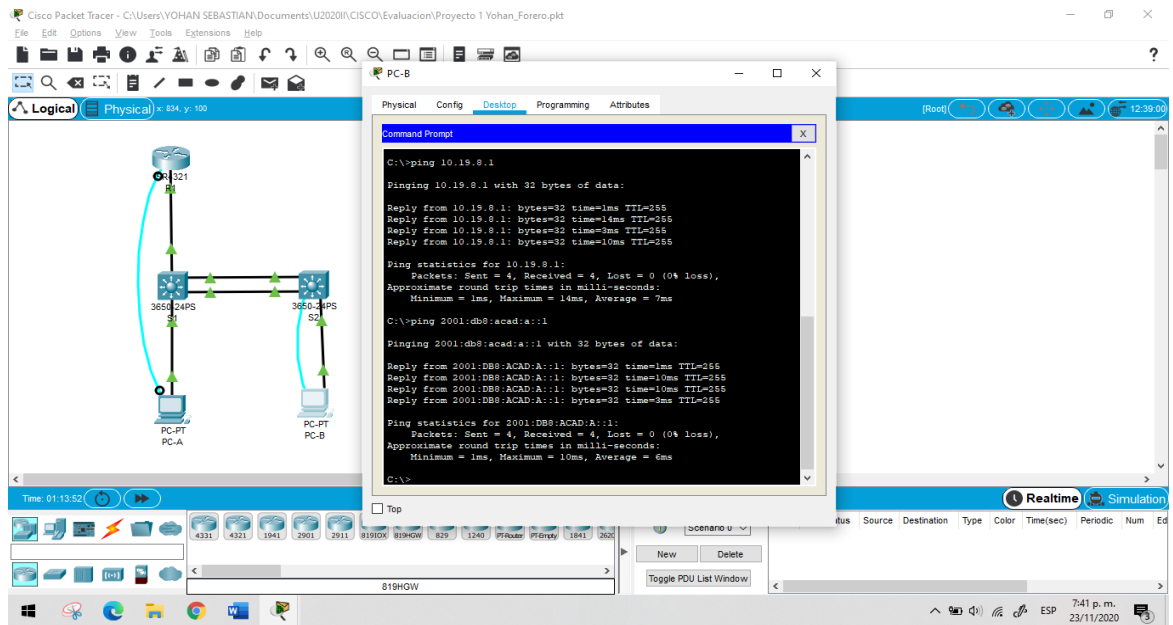 Cisco Packet Tracer - C:\Users\YOHAN SEBASTIAN\Documents\U2020II\CISCO\Evaluacion\Proyecto 1 Yohan_Forero.pkt
File Edit Options View Tools Extensions Help
?
Logical Physical x: 834, y: 100
[Root]
12:39:00
PC-B
Physical Config Desktop Programming Attributes
Command Prompt
X
C:\>ping 10.19.8.1
Pinging 10.19.8.1 with 32 bytes of data:
Reply from 10.19.8.1: bytes=32 time=1ms TTL=255
Reply from 10.19.8.1: bytes=32 time=14ms TTL=255
Reply from 10.19.8.1: bytes=32 time=3ms TTL=255
Reply from 10.19.8.1: bytes=32 time=10ms TTL=255
Ping statistics for 10.19.8.1:
Packets: Sent = 4, Received = 4, Lost = 0 (0% loss),
Approximate round trip times in milli-seconds:
Minimum = 1ms, Maximum = 14ms, Average = 7ms
C:\>ping 2001:db8:acad:a::1
Pinging 2001:db8:acad:a::1 with 32 bytes of data:
Reply from 2001:DB8:ACAD:A::1: bytes=32 time=1ms TTL=255
Reply from 2001:DB8:ACAD:A::1: bytes=32 time=10ms TTL=255
Reply from 2001:DB8:ACAD:A::1: bytes=32 time=10ms TTL=255
Reply from 2001:DB8:ACAD:A::1: bytes=32 time=3ms TTL=255
Ping statistics for 2001:DB8:ACAD:A::1:
Packets: Sent = 4, Received = 4, Lost = 0 (0% loss),
Approximate round trip times in milli-seconds:
Minimum = 1ms, Maximum = 10ms, Average = 6ms
C:\>
Top
R1
3650-24PS
S1
3650-24PS
S2
PC-PT
PC-A
PC-PT
PC-B
Time: 01:13:52
Realtime Simulation
4331 4321 1941 2901 2911 819IOX 819HGW 829 1240 PT-Router PT-Empty 1841
819HGW
Scenario 0
New Delete
Toggle PDU List Window
Source Destination Type Color Time(sec) Periodic Num Ed
ESP
7:41 p. m.
23/11/2020
3